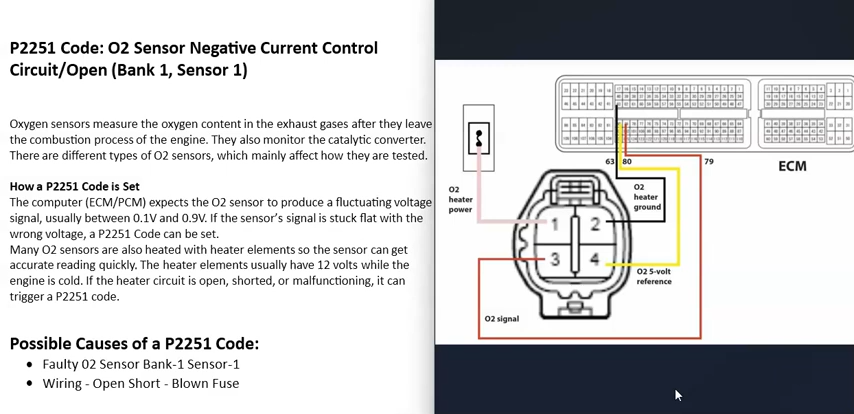 P2251 Code: O2 Sensor Negative Current Control
Circuit/Open (Bank 1, Sensor 1)
Oxygen sensors measure the oxygen content in the exhaust gases after they leave
the combustion process of the engine. They also monitor the catalytic converter.
There are different types of O2 sensors, which mainly affect how they are tested.
How a P2251 Code is Set
The computer (ECM/PCM) expects the O2 sensor to produce a fluctuating voltage
signal, usually between 0.1V and 0.9V. If the sensor's signal is stuck flat with the
wrong voltage, a P2251 Code can be set.
Many O2 sensors are also heated with heater elements so the sensor can get
accurate reading quickly. The heater elements usually have 12 volts while the
engine is cold. If the heater circuit is open, shorted, or malfunctioning, it can
trigger a P2251 code.
Possible Causes of a P2251 Code:
• Faulty 02 Sensor Bank-1 Sensor-1
• Wiring - Open Short - Blown Fuse
63 80 79
ECM
O2
heater
power
O2
heater
ground
1 2
3 4
O2 5-volt
reference
O2 signal